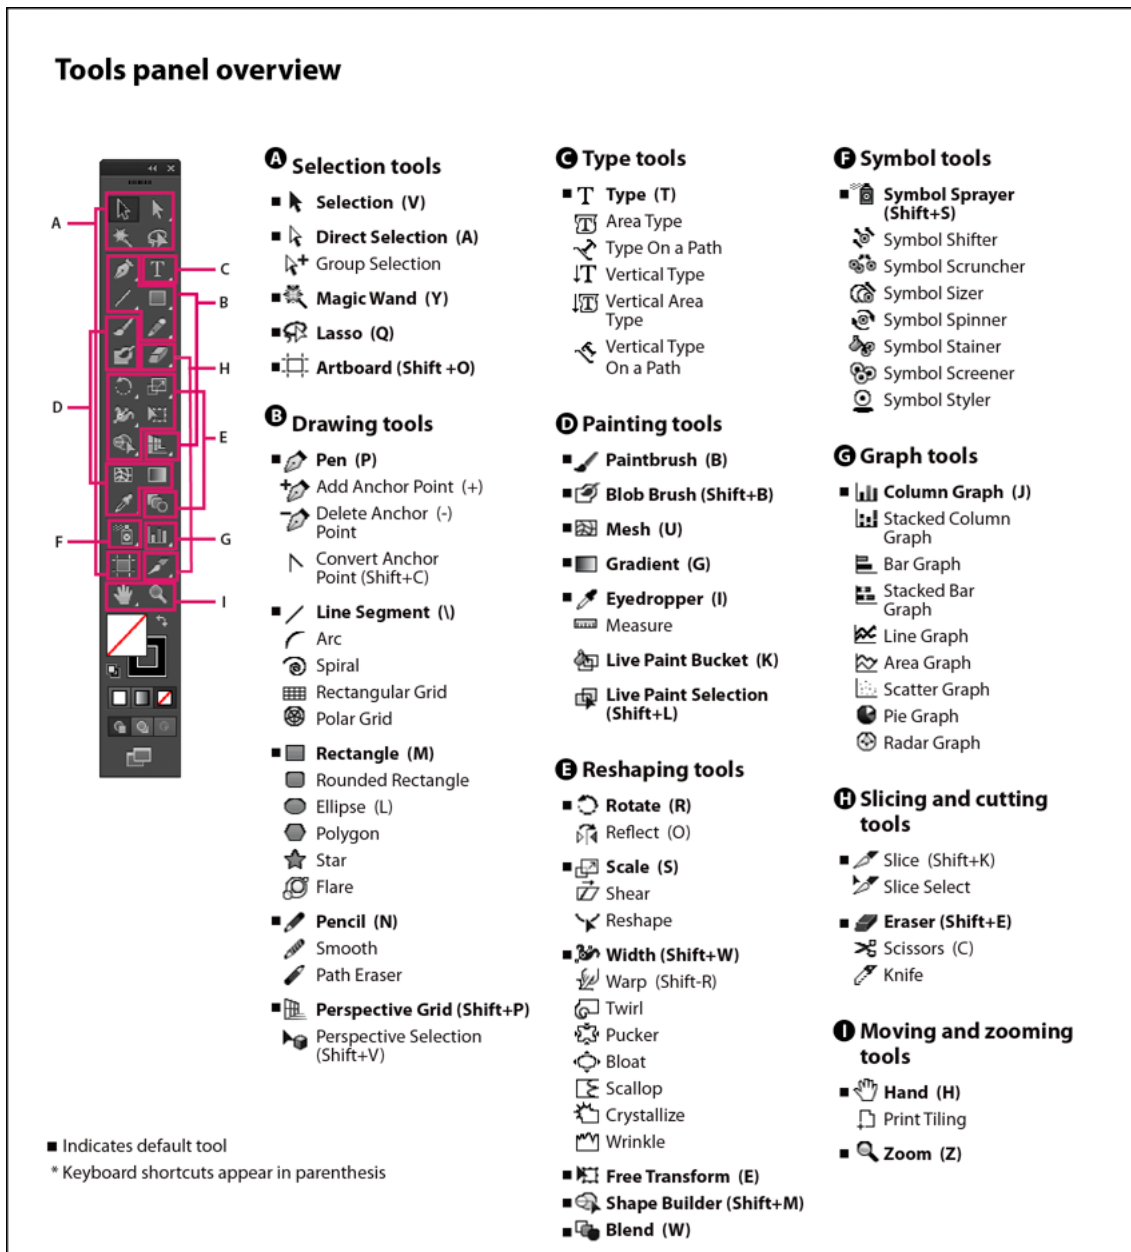 Tools panel overview
A
C
B
H
D
E
F
G
I
A Selection tools
Selection (V)
Direct Selection (A)
Group Selection
Magic Wand (Y)
Lasso (Q)
Artboard (Shift +O)
B Drawing tools
Pen (P)
Add Anchor Point (+)
Delete Anchor (-)
Point
Convert Anchor
Point (Shift+C)
Line Segment (\)
Arc
Spiral
Rectangular Grid
Polar Grid
Rectangle (M)
Rounded Rectangle
Ellipse (L)
Polygon
Star
Flare
Pencil (N)
Smooth
Path Eraser
Perspective Grid (Shift+P)
Perspective Selection
(Shift+V)
C Type tools
Type (T)
Area Type
Type On a Path
Vertical Type
Vertical Area
Type
Vertical Type
On a Path
D Painting tools
Paintbrush (B)
Blob Brush (Shift+B)
Mesh (U)
Gradient (G)
Eyedropper (I)
Measure
Live Paint Bucket (K)
Live Paint Selection
(Shift+L)
E Reshaping tools
Rotate (R)
Reflect (O)
Scale (S)
Shear
Reshape
Width (Shift+W)
Warp (Shift-R)
Twirl
Pucker
Bloat
Scallop
Crystallize
Wrinkle
Free Transform (E)
Shape Builder (Shift+M)
Blend (W)
F Symbol tools
Symbol Sprayer
(Shift+S)
Symbol Shifter
Symbol Scruncher
Symbol Sizer
Symbol Spinner
Symbol Stainer
Symbol Screener
Symbol Styler
G Graph tools
Column Graph (J)
Stacked Column
Graph
Bar Graph
Stacked Bar
Graph
Line Graph
Area Graph
Scatter Graph
Pie Graph
Radar Graph
H Slicing and cutting
tools
Slice (Shift+K)
Slice Select
Eraser (Shift+E)
Scissors (C)
Knife
I Moving and zooming
tools
Hand (H)
Print Tiling
Zoom (Z)
■ Indicates default tool
* Keyboard shortcuts appear in parenthesis